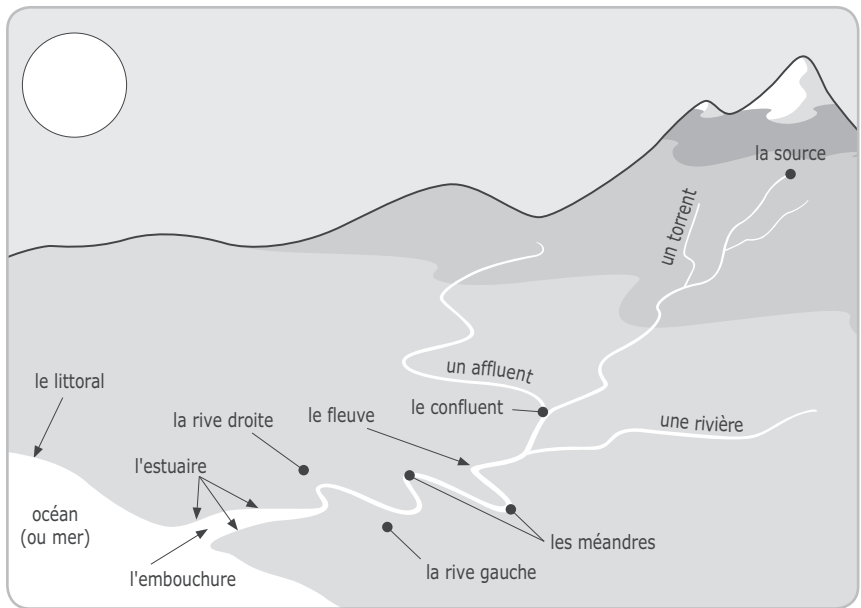 la source
un torrent
un affluent
le littoral
le confluent
le fleuve
la rive droite
une rivière
l'estuaire
océan
(ou mer)
les méandres
la rive gauche
l'embouchure